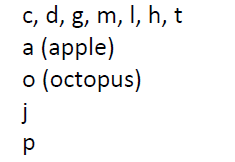 c, d, g, m, l, h, t
a (apple)
o (octopus)
j
p